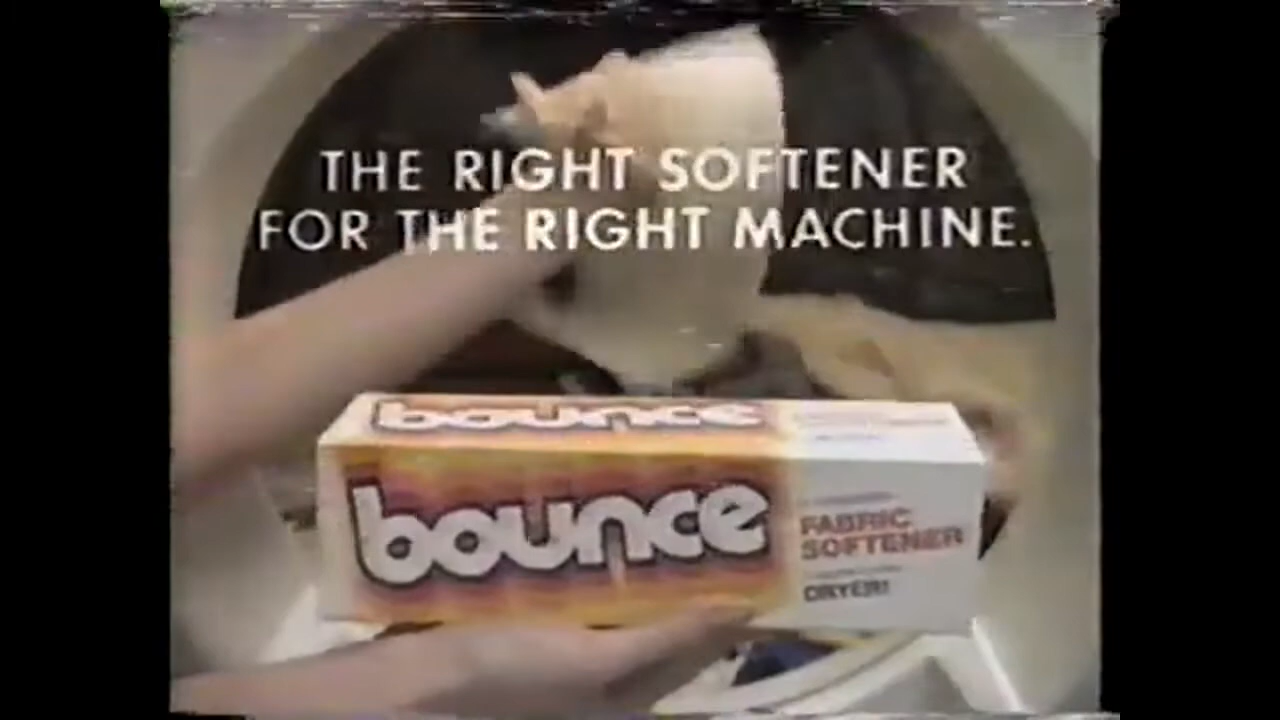 THE RIGHT SOFTENER
FOR THE RIGHT MACHINE.
bounce
bounce
FABRIC
SOFTENER
DRYER!